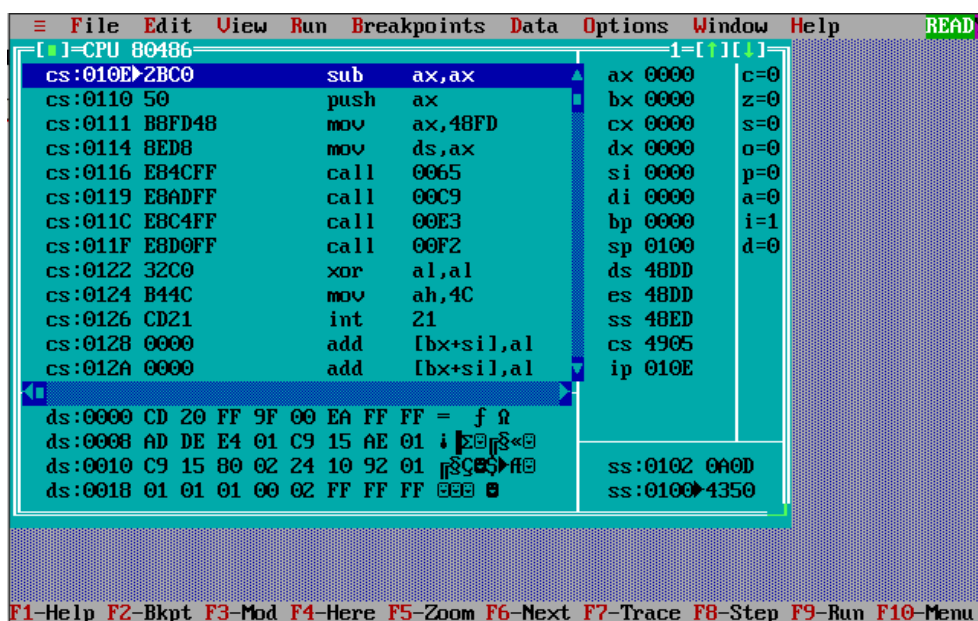 ≡ File Edit View Run Breakpoints Data Options Window Help READ
[■]=CPU 80486 1=[↑][↓]
cs:010E►2BC0 sub ax,ax ax 0000 c=0
cs:0110 50 push ax bx 0000 z=0
cs:0111 B8FD48 mov ax,48FD cx 0000 s=0
cs:0114 8ED8 mov ds,ax dx 0000 o=0
cs:0116 E84CFF call 0065 si 0000 p=0
cs:0119 E8ADFF call 00C9 di 0000 a=0
cs:011C E8C4FF call 00E3 bp 0000 i=1
cs:011F E8D0FF call 00F2 sp 0100 d=0
cs:0122 32C0 xor al,al ds 48DD
cs:0124 B44C mov ah,4C es 48DD
cs:0126 CD21 int 21 ss 48ED
cs:0128 0000 add [bx+si],al cs 4905
cs:012A 0000 add [bx+si],al ip 010E
ds:0000 CD 20 FF 9F 00 EA FF FF = ƒ Ω
ds:0008 AD DE E4 01 C9 15 AE 01 ¡▐Σ☺╔§«☺
ds:0010 C9 15 80 02 24 10 92 01 ╔§Ç☻$►Æ☺ ss:0102 0A0D
ds:0018 01 01 01 00 02 FF FF FF ☺☺☺ ☻ ss:0100►4350
F1-Help F2-Bkpt F3-Mod F4-Here F5-Zoom F6-Next F7-Trace F8-Step F9-Run F10-Menu